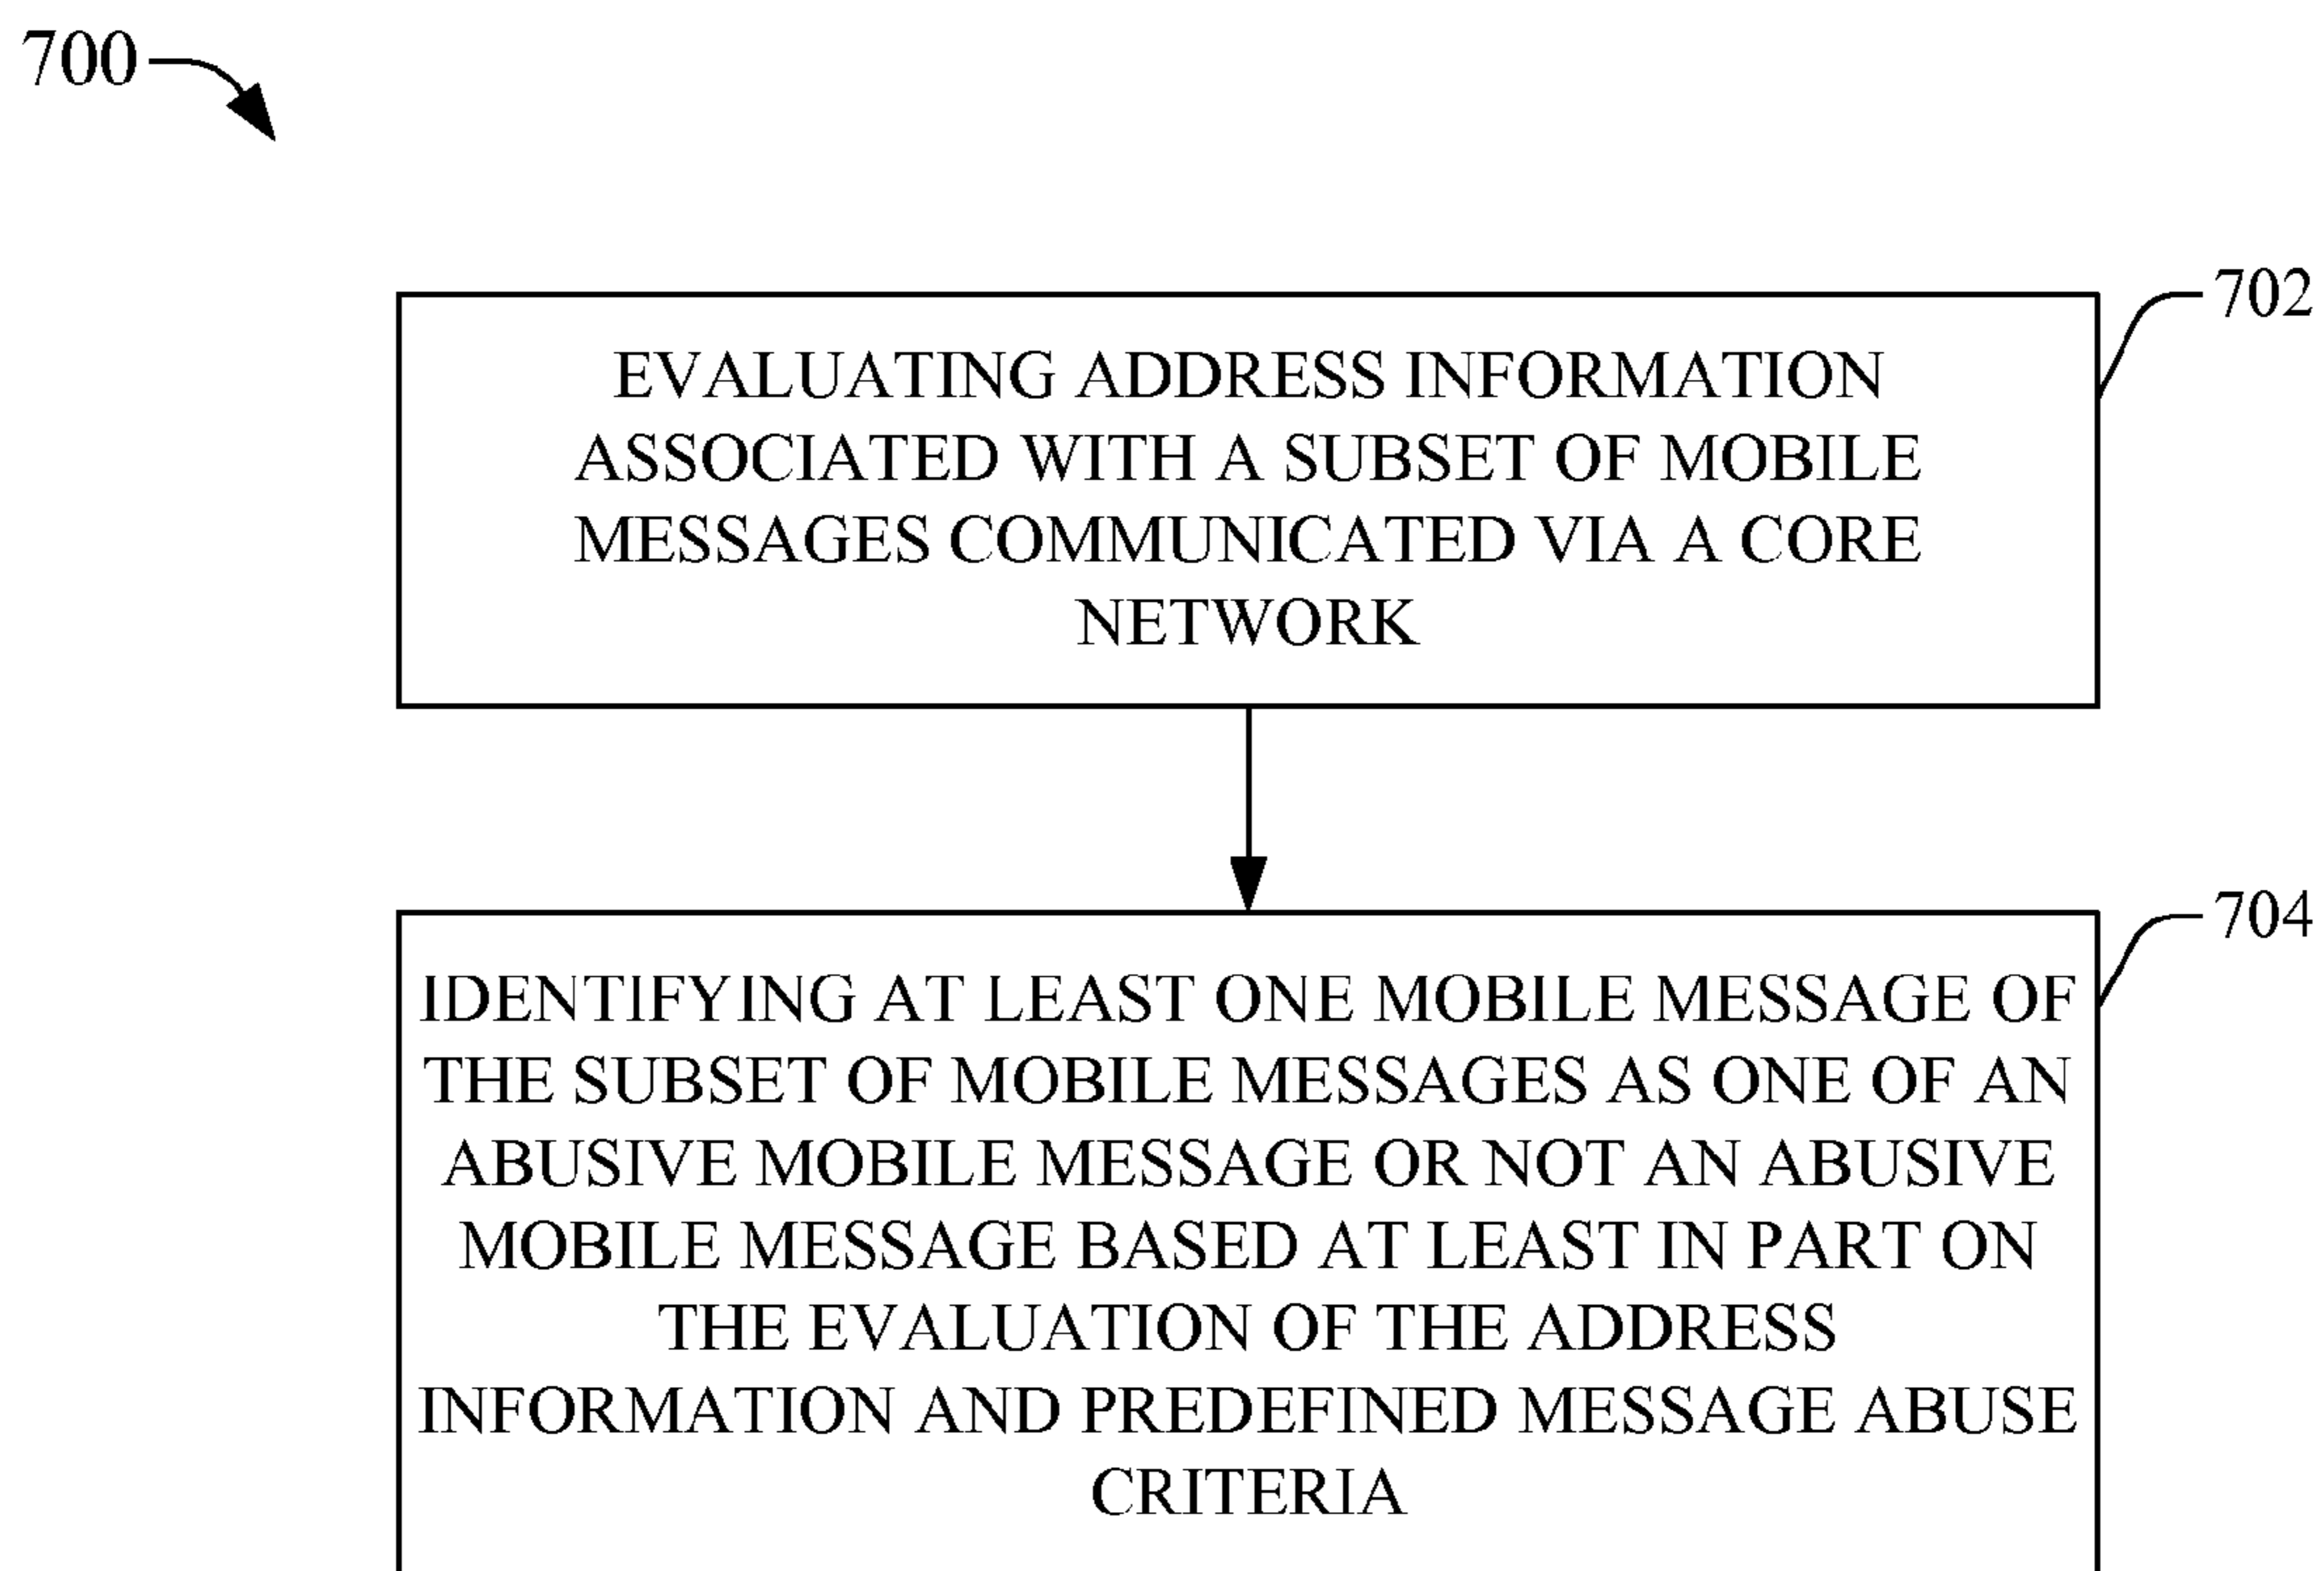 700
702
EVALUATING ADDRESS INFORMATION
ASSOCIATED WITH A SUBSET OF MOBILE
MESSAGES COMMUNICATED VIA A CORE
NETWORK
704
IDENTIFYING AT LEAST ONE MOBILE MESSAGE OF
THE SUBSET OF MOBILE MESSAGES AS ONE OF AN
ABUSIVE MOBILE MESSAGE OR NOT AN ABUSIVE
MOBILE MESSAGE BASED AT LEAST IN PART ON
THE EVALUATION OF THE ADDRESS
INFORMATION AND PREDEFINED MESSAGE ABUSE
CRITERIA